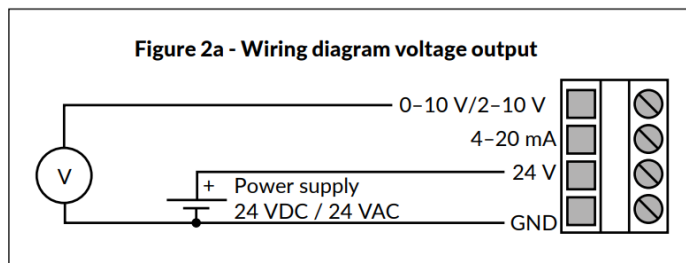 Figure 2a - Wiring diagram voltage output
0–10 V/2–10 V
4–20 mA
V
24 V
+
Power supply
24 VDC / 24 VAC
GND